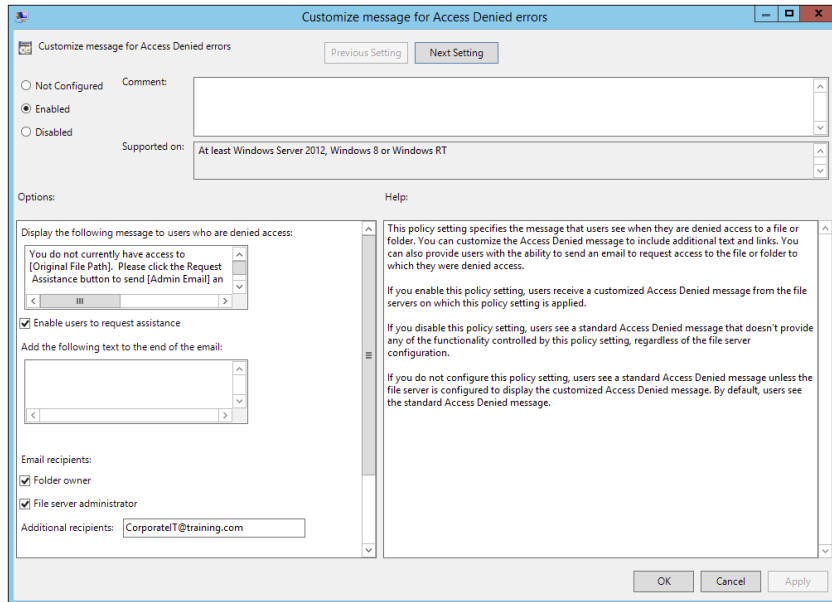 Customize message for Access Denied errors
Customize message for Access Denied errors
Previous Setting
Next Setting
Not Configured
Enabled
Disabled
Comment:
Supported on:
At least Windows Server 2012, Windows 8 or Windows RT
Options:
Help:
Display the following message to users who are denied access:
You do not currently have access to
[Original File Path].  Please click the Request
Assistance button to send [Admin Email] an
Enable users to request assistance
Add the following text to the end of the email:
Email recipients:
Folder owner
File server administrator
Additional recipients:
CorporateIT@training.com
This policy setting specifies the message that users see when they are denied access to a file or
folder. You can customize the Access Denied message to include additional text and links. You
can also provide users with the ability to send an email to request access to the file or folder to
which they were denied access.
If you enable this policy setting, users receive a customized Access Denied message from the file
servers on which this policy setting is applied.
If you disable this policy setting, users see a standard Access Denied message that doesn't provide
any of the functionality controlled by this policy setting, regardless of the file server
configuration.
If you do not configure this policy setting, users see a standard Access Denied message unless the
file server is configured to display the customized Access Denied message. By default, users see
the standard Access Denied message.
OK
Cancel
Apply